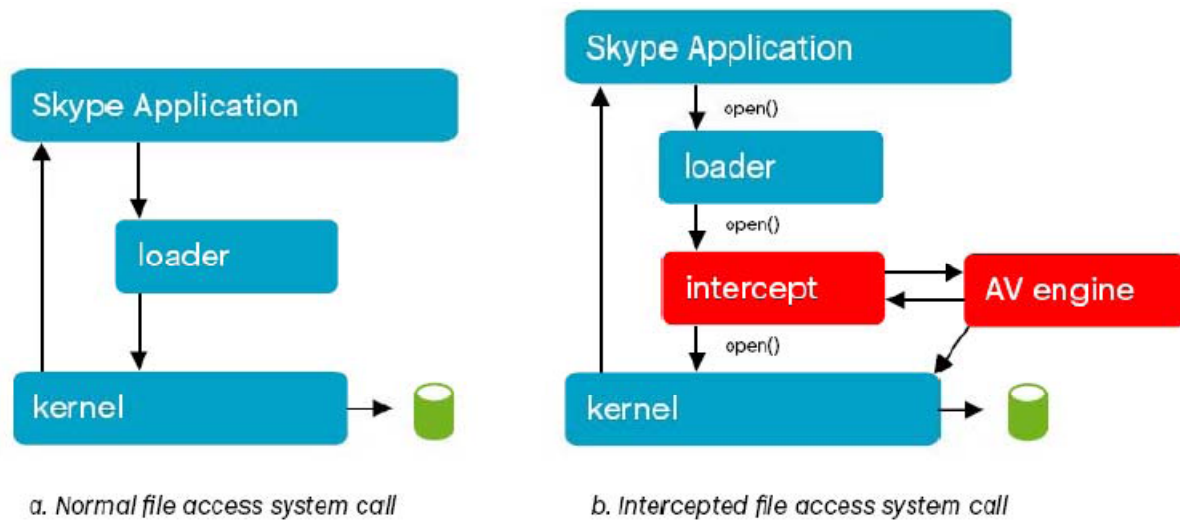 Skype Application
loader
kernel
a. Normal file access system call
Skype Application
open()
loader
open()
intercept
AV engine
open()
kernel
b. Intercepted file access system call